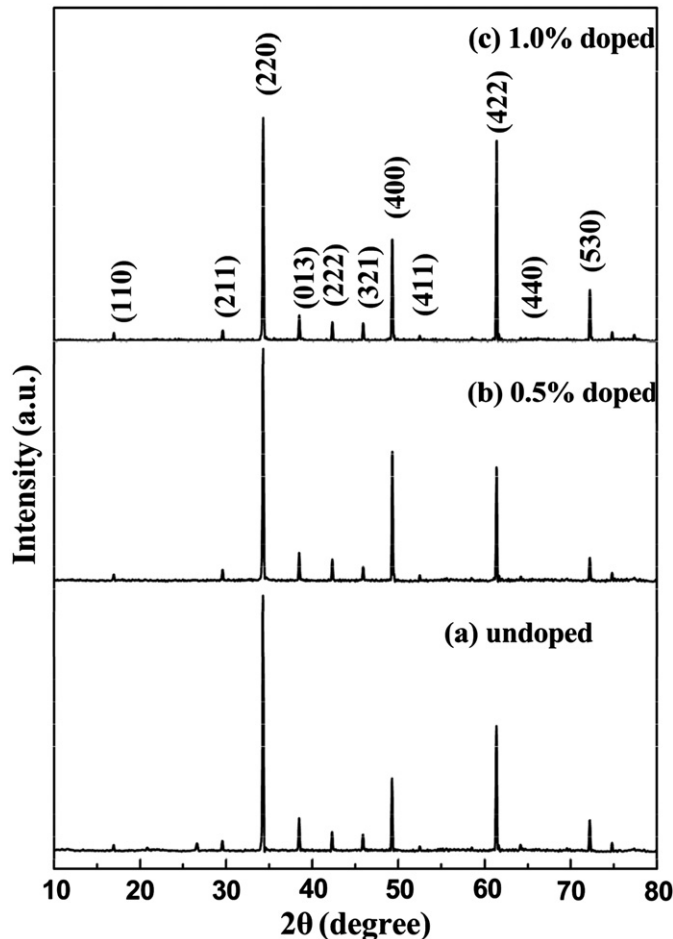 (c) 1.0% doped
(220)
(422)
(400)
(530)
(110)
(211)
(013)
(222)
(321)
(411)
(440)
(b) 0.5% doped
(a) undoped
Intensity (a.u.)
10 20 30 40 50 60 70 80
2θ (degree)